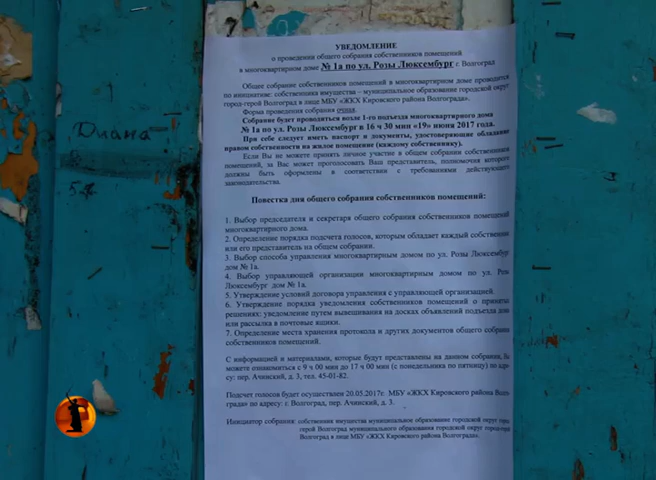 УВЕДОМЛЕНИЕ
о проведении общего собрания собственников помещений
в многоквартирном доме № 1а по ул. Розы Люксембург г. Волгоград
Общее собрание собственников помещений в многоквартирном доме проводится
по инициативе: собственника имущества – муниципальное образование городской округ
город-герой Волгоград в лице МБУ «ЖКХ Кировского района Волгограда».
Форма проведения собрания очная.
Собрание будет проводиться возле 1-го подъезда многоквартирного дома
№ 1а по ул. Розы Люксембург в 16 ч 30 мин «19» июня 2017 года.
При себе следует иметь паспорт и документы, удостоверяющие обладание
правом собственности на жилое помещение (каждому собственнику).
Если Вы не можете принять личное участие в общем собрании собственников
помещений, за Вас может проголосовать Ваш представитель, полномочия которого
должны быть оформлены в соответствии с требованиями действующего
законодательства.
Повестка дня общего собрания собственников помещений:
1. Выбор председателя и секретаря общего собрания собственников помещений
многоквартирного дома.
2. Определение порядка подсчета голосов, которым обладает каждый собственник
или его представитель на общем собрании.
3. Выбор способа управления многоквартирным домом по ул. Розы Люксембург
дом № 1а.
4. Выбор управляющей организации многоквартирным домом по ул. Розы
Люксембург дом № 1а.
5. Утверждение условий договора управления с управляющей организацией.
6. Утверждение порядка уведомления собственников помещений о принятых
решениях: уведомление путем вывешивания на досках объявлений подъезда дома
или рассылка в почтовые ящики.
7. Определение места хранения протокола и других документов общего собрания
собственников помещений.
С информацией и материалами, которые будут представлены на данном собрании, Вы
можете ознакомиться с 9 ч 00 мин до 17 ч 00 мин (с понедельника по пятницу) по адре-
су: пер. Ачинский, д. 3, тел. 45-01-82.
Подсчет голосов будет осуществлен 20.05.2017г. МБУ «ЖКХ Кировского района Волго-
града» по адресу: г. Волгоград, пер. Ачинский, д. 3.
Инициатор собрания: собственник имущества муниципальное образование городской округ город-
герой Волгоград муниципального образования городской округ город-герой
Волгоград в лице МБУ «ЖКХ Кировского района Волгограда».
Диана